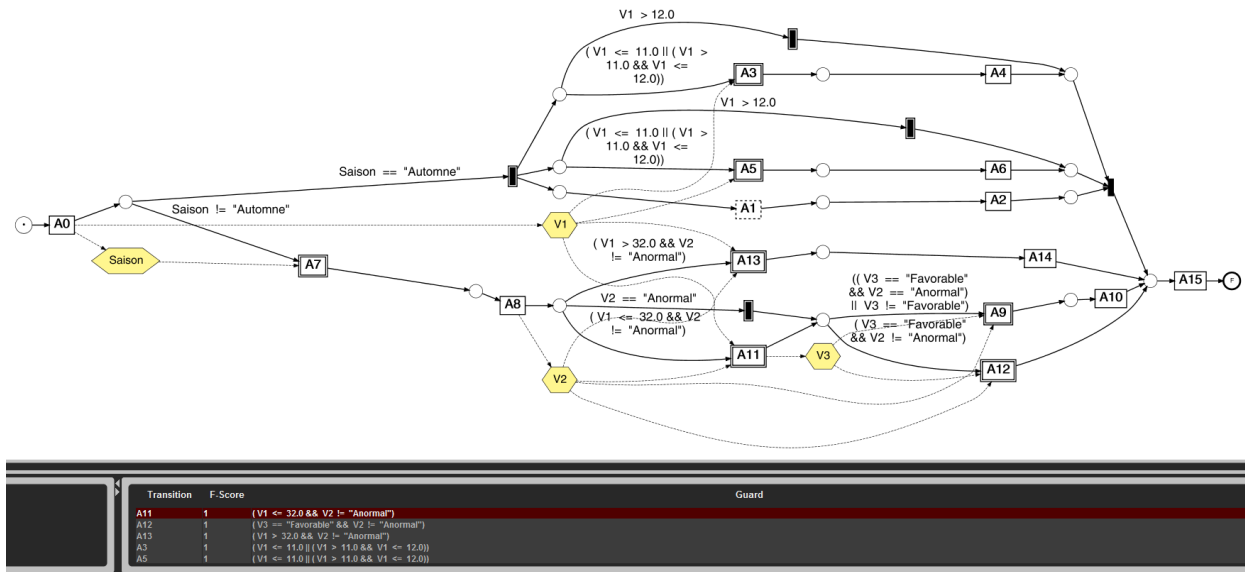 V1 > 12.0
( V1 <= 11.0 || ( V1 >
11.0 && V1 <=
12.0))
A3
A4
V1 > 12.0
( V1 <= 11.0 || ( V1 >
11.0 && V1 <=
12.0))
A5
A6
Saison == "Automne"
A1
A2
Saison != "Automne"
A0
V1
Saison
A7
( V1 > 32.0 && V2
!= "Anormal")
A13
A14
(( V3 == "Favorable"
&& V2 == "Anormal")
|| V3 != "Favorable")
A15
F
V2 == "Anormal"
A8
A10
( V1 <= 32.0 && V2
!= "Anormal")
A9
( V3 == "Favorable"
&& V2 != "Anormal")
A11
V3
A12
V2
Transition F-Score Guard
A11 1 ( V1 <= 32.0 && V2 != "Anormal")
A12 1 ( V3 == "Favorable" && V2 != "Anormal")
A13 1 ( V1 > 32.0 && V2 != "Anormal")
A3 1 ( V1 <= 11.0 || ( V1 > 11.0 && V1 <= 12.0))
A5 1 ( V1 <= 11.0 || ( V1 > 11.0 && V1 <= 12.0))